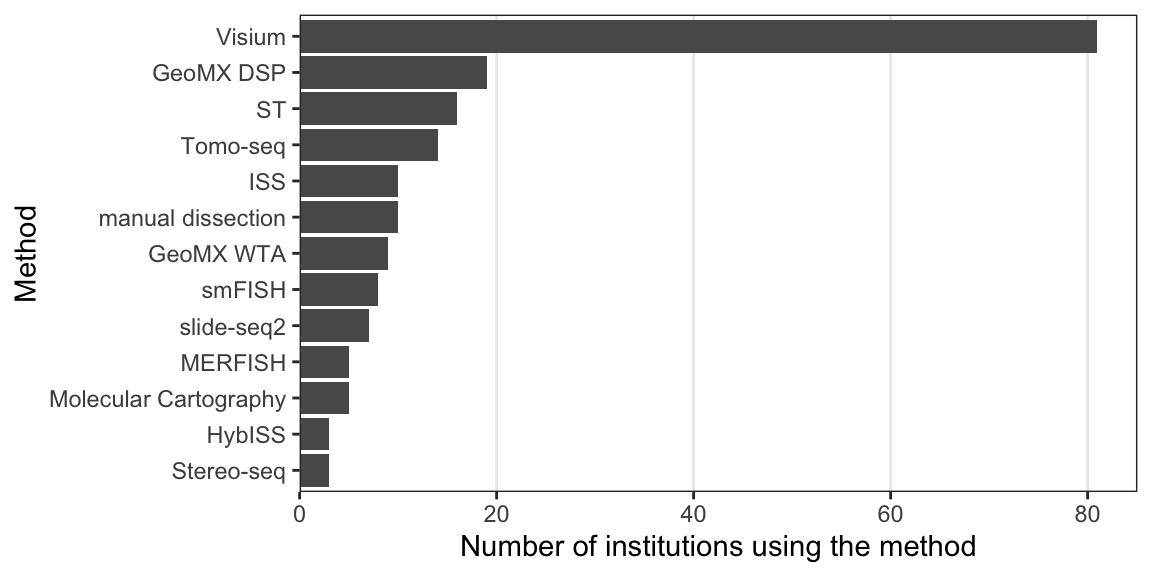 Method
Visium
GeoMX DSP
ST
Tomo-seq
ISS
manual dissection
GeoMX WTA
smFISH
slide-seq2
MERFISH
Molecular Cartography
HybISS
Stereo-seq
0 20 40 60 80
Number of institutions using the method